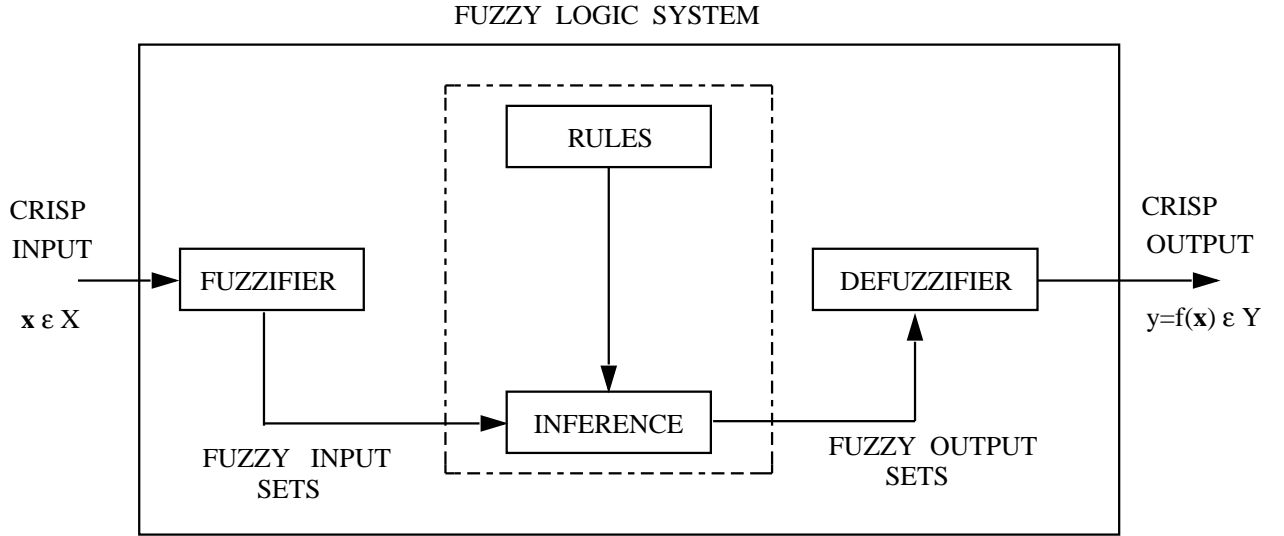 FUZZY LOGIC SYSTEM
RULES
CRISP
INPUT
CRISP
OUTPUT
FUZZIFIER
DEFUZZIFIER
x ε X
y=f(x) ε Y
INFERENCE
FUZZY INPUT
SETS
FUZZY OUTPUT
SETS